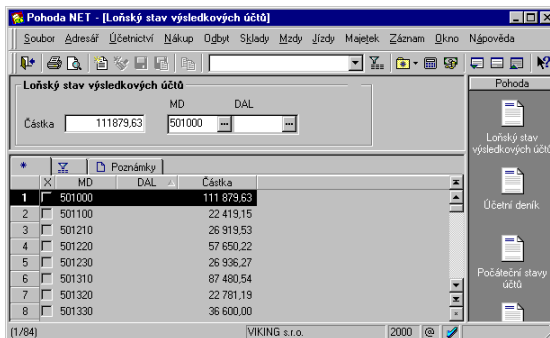 Pohoda NET - [Loňský stav výsledkových účtů]
Soubor Adresář Účetnictví Nákup Odbyt Sklady Mzdy Jízdy Majetek Záznam Okno Nápověda
Loňský stav výsledkových účtů
MD DAL
Částka 111879,63 501000
* Poznámky
X MD DAL Částka
1 501000 111 879,63
2 501100 22 419,15
3 501210 26 919,53
4 501220 57 650,22
5 501230 26 936,27
6 501310 87 480,54
7 501320 22 781,19
8 501330 36 600,00
Pohoda
Loňský stav
výsledkových účtů
Účetní deník
Počáteční stavy
účtů
(1/84) VIKING s.r.o. 2000 @